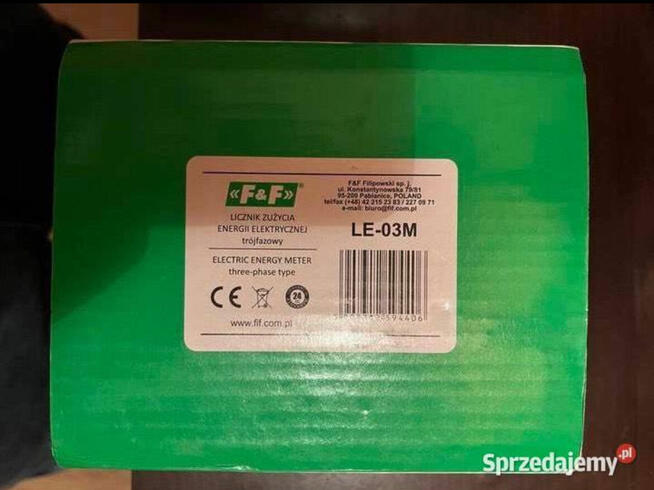 «F&F»®
LICZNIK ZUŻYCIA
ENERGII ELEKTRYCZNEJ
trójfazowy
ELECTRIC ENERGY METER
three-phase type
24
www.fif.com.pl
F&F Filipowski sp. j.
ul. Konstantynowska 79/81
95-200 Pabianice, POLAND
tel/fax (+48) 42 215 23 83 / 227 09 71
e-mail: biuro@fif.com.pl
LE-03M
594406
CE
Sprzedajemy.pl